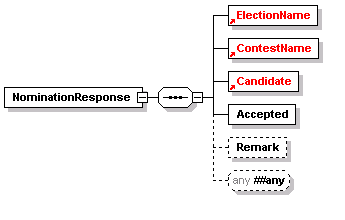 ElectionName
ContestName
Candidate
NominationResponse
Accepted
Remark
any ##any